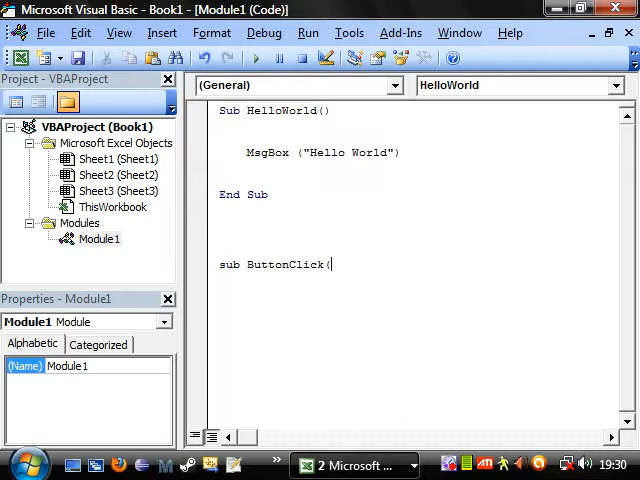 Microsoft Visual Basic - Book1 - [Module1 (Code)]
File Edit View Insert Format Debug Run Tools Add-Ins Window Help
Project - VBAProject
(General)
HelloWorld
VBAProject (Book1)
Microsoft Excel Objects
Sheet1 (Sheet1)
Sheet2 (Sheet2)
Sheet3 (Sheet3)
ThisWorkbook
Modules
Module1
Sub HelloWorld()
MsgBox ("Hello World")
End Sub
sub ButtonClick(
Properties - Module1
Module1 Module
Alphabetic Categorized
(Name) Module1
2 Microsoft ...
ATI
19:30